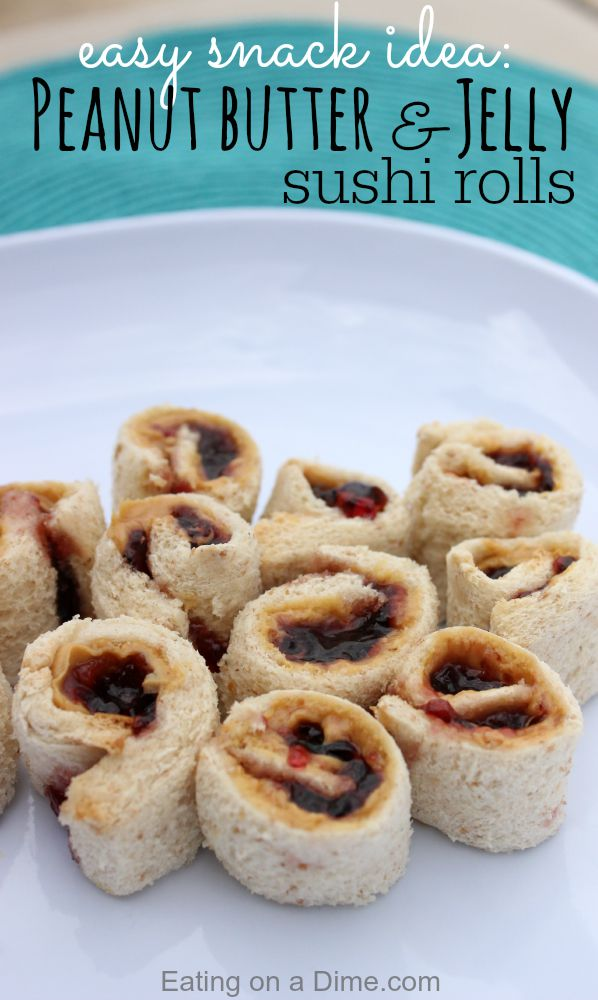 easy snack idea:
PEANUT BUTTER & JELLY
sushi rolls
Eating on a Dime.com